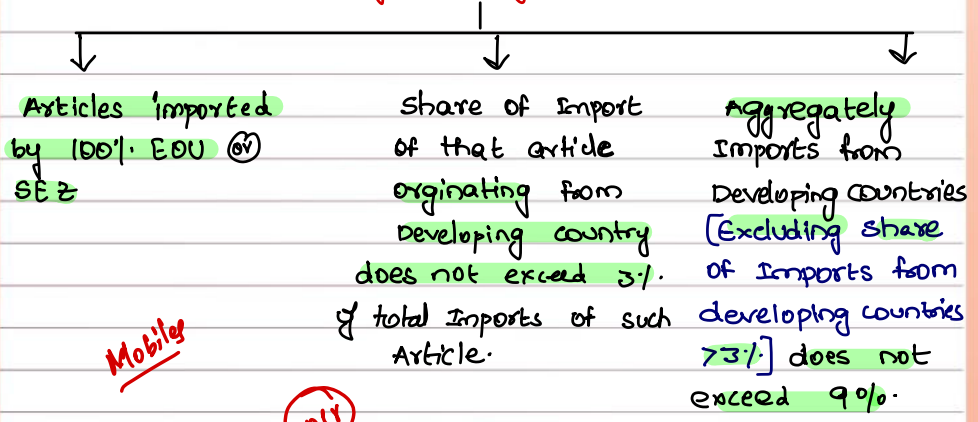 Articles imported
by 100%. EOU or
SEZ
Share of Import
of that article
orginating from
Developing country
does not exceed 3%.
of total Imports of such
Article.
Aggregately
Imports from
Developing countries
[Excluding share
of Imports from
developing countries
>3%] does not
exceed 9%.
Mobiles